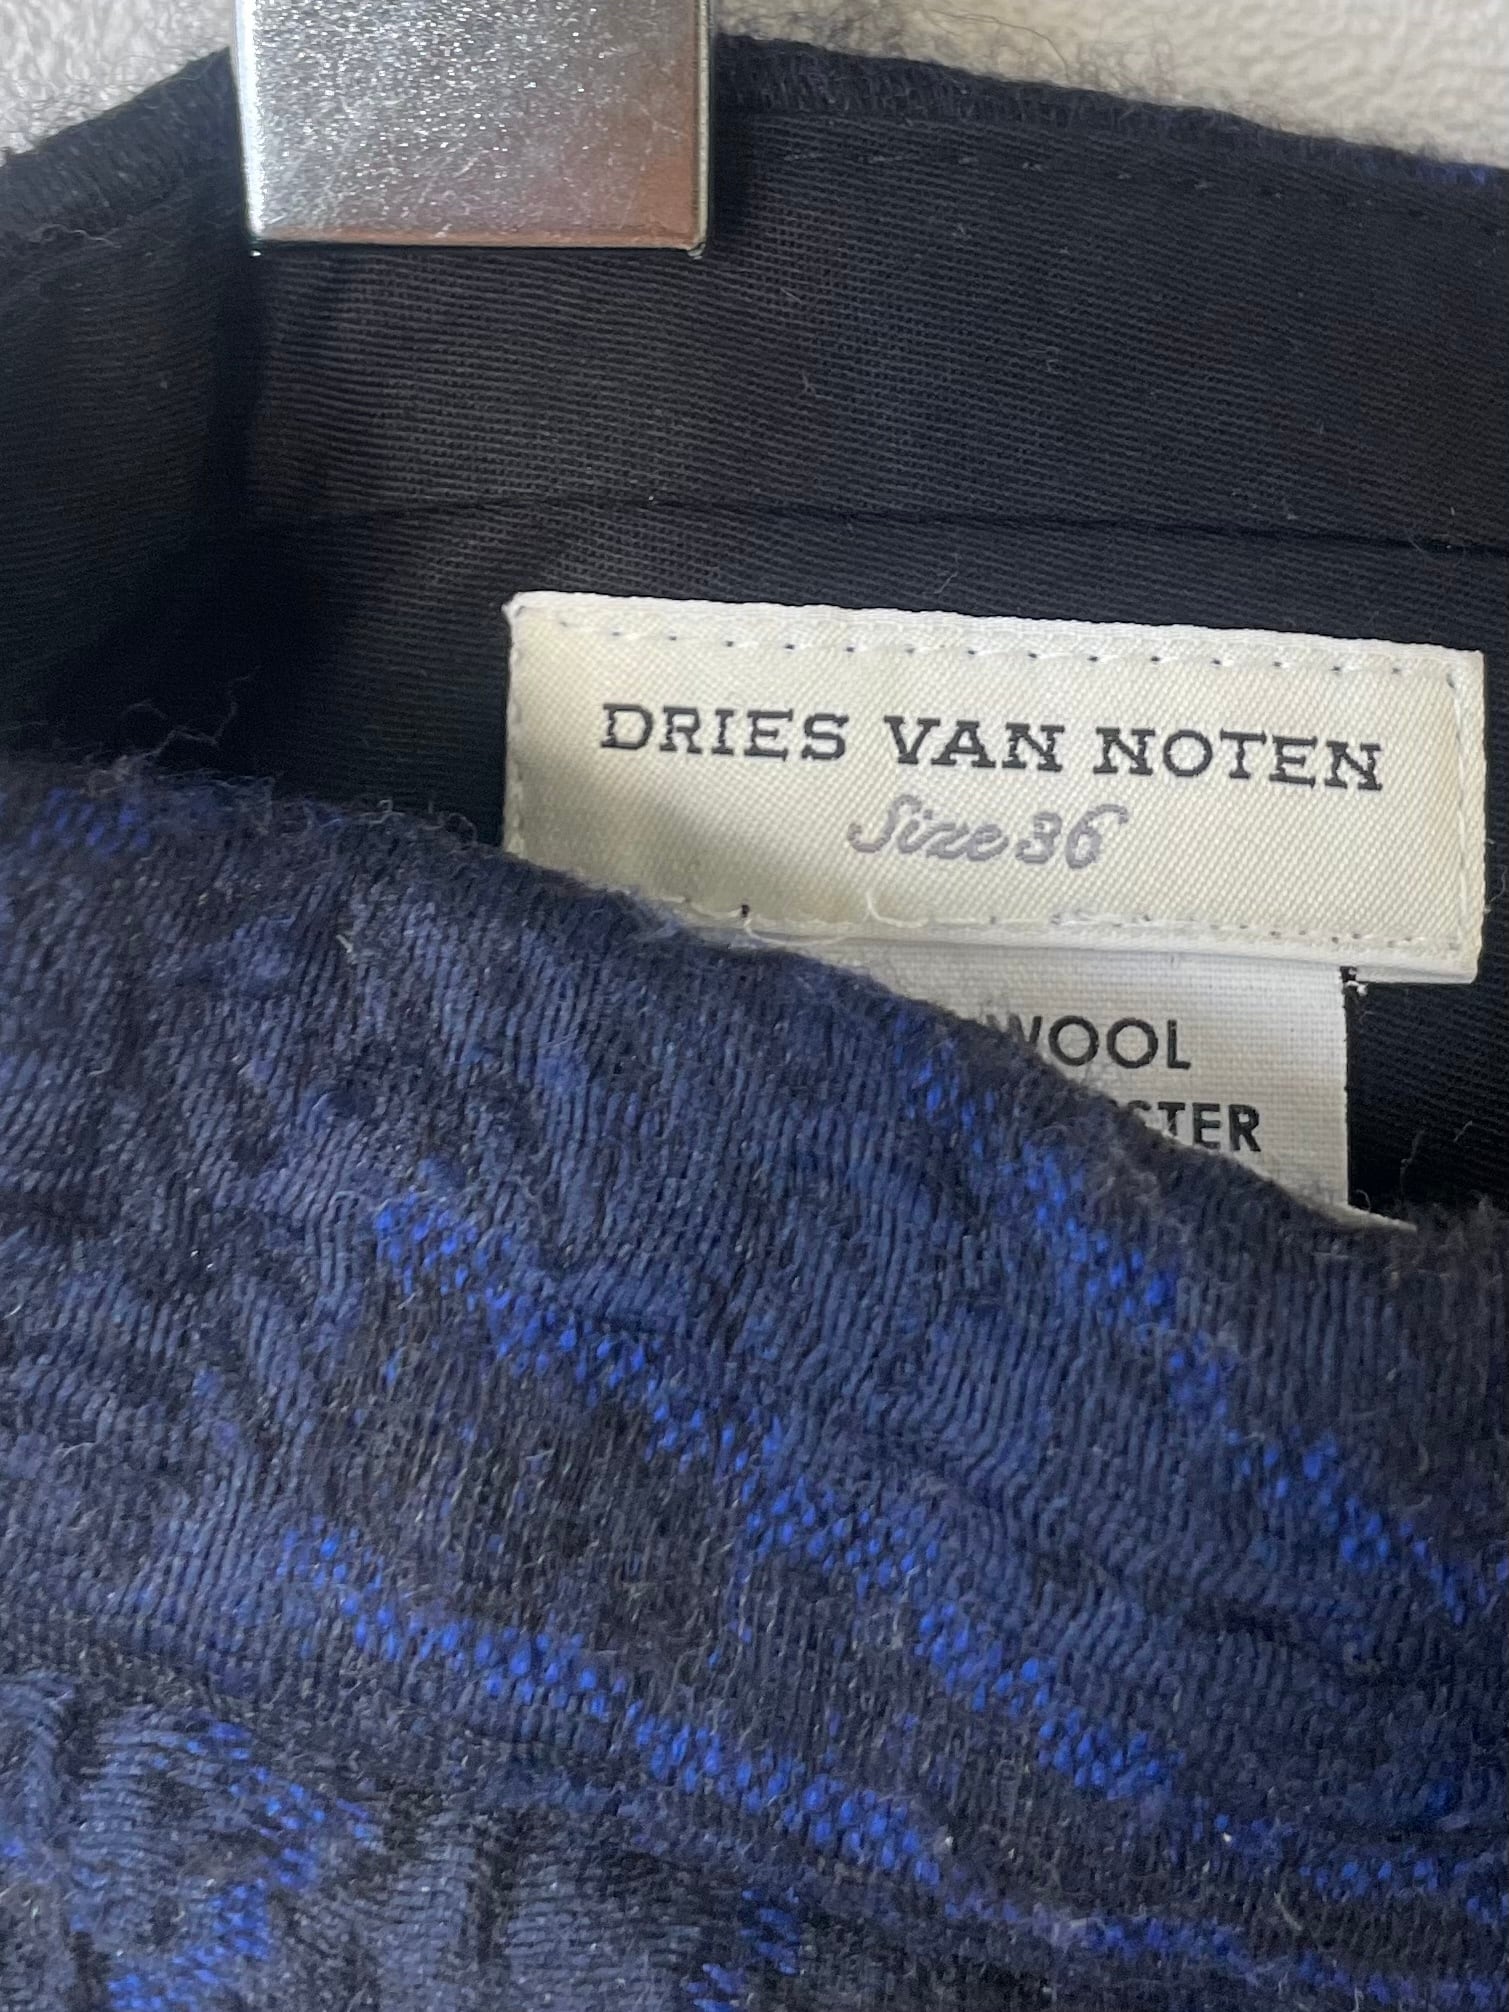 DRIES VAN NOTEN
Size 36
WOOL